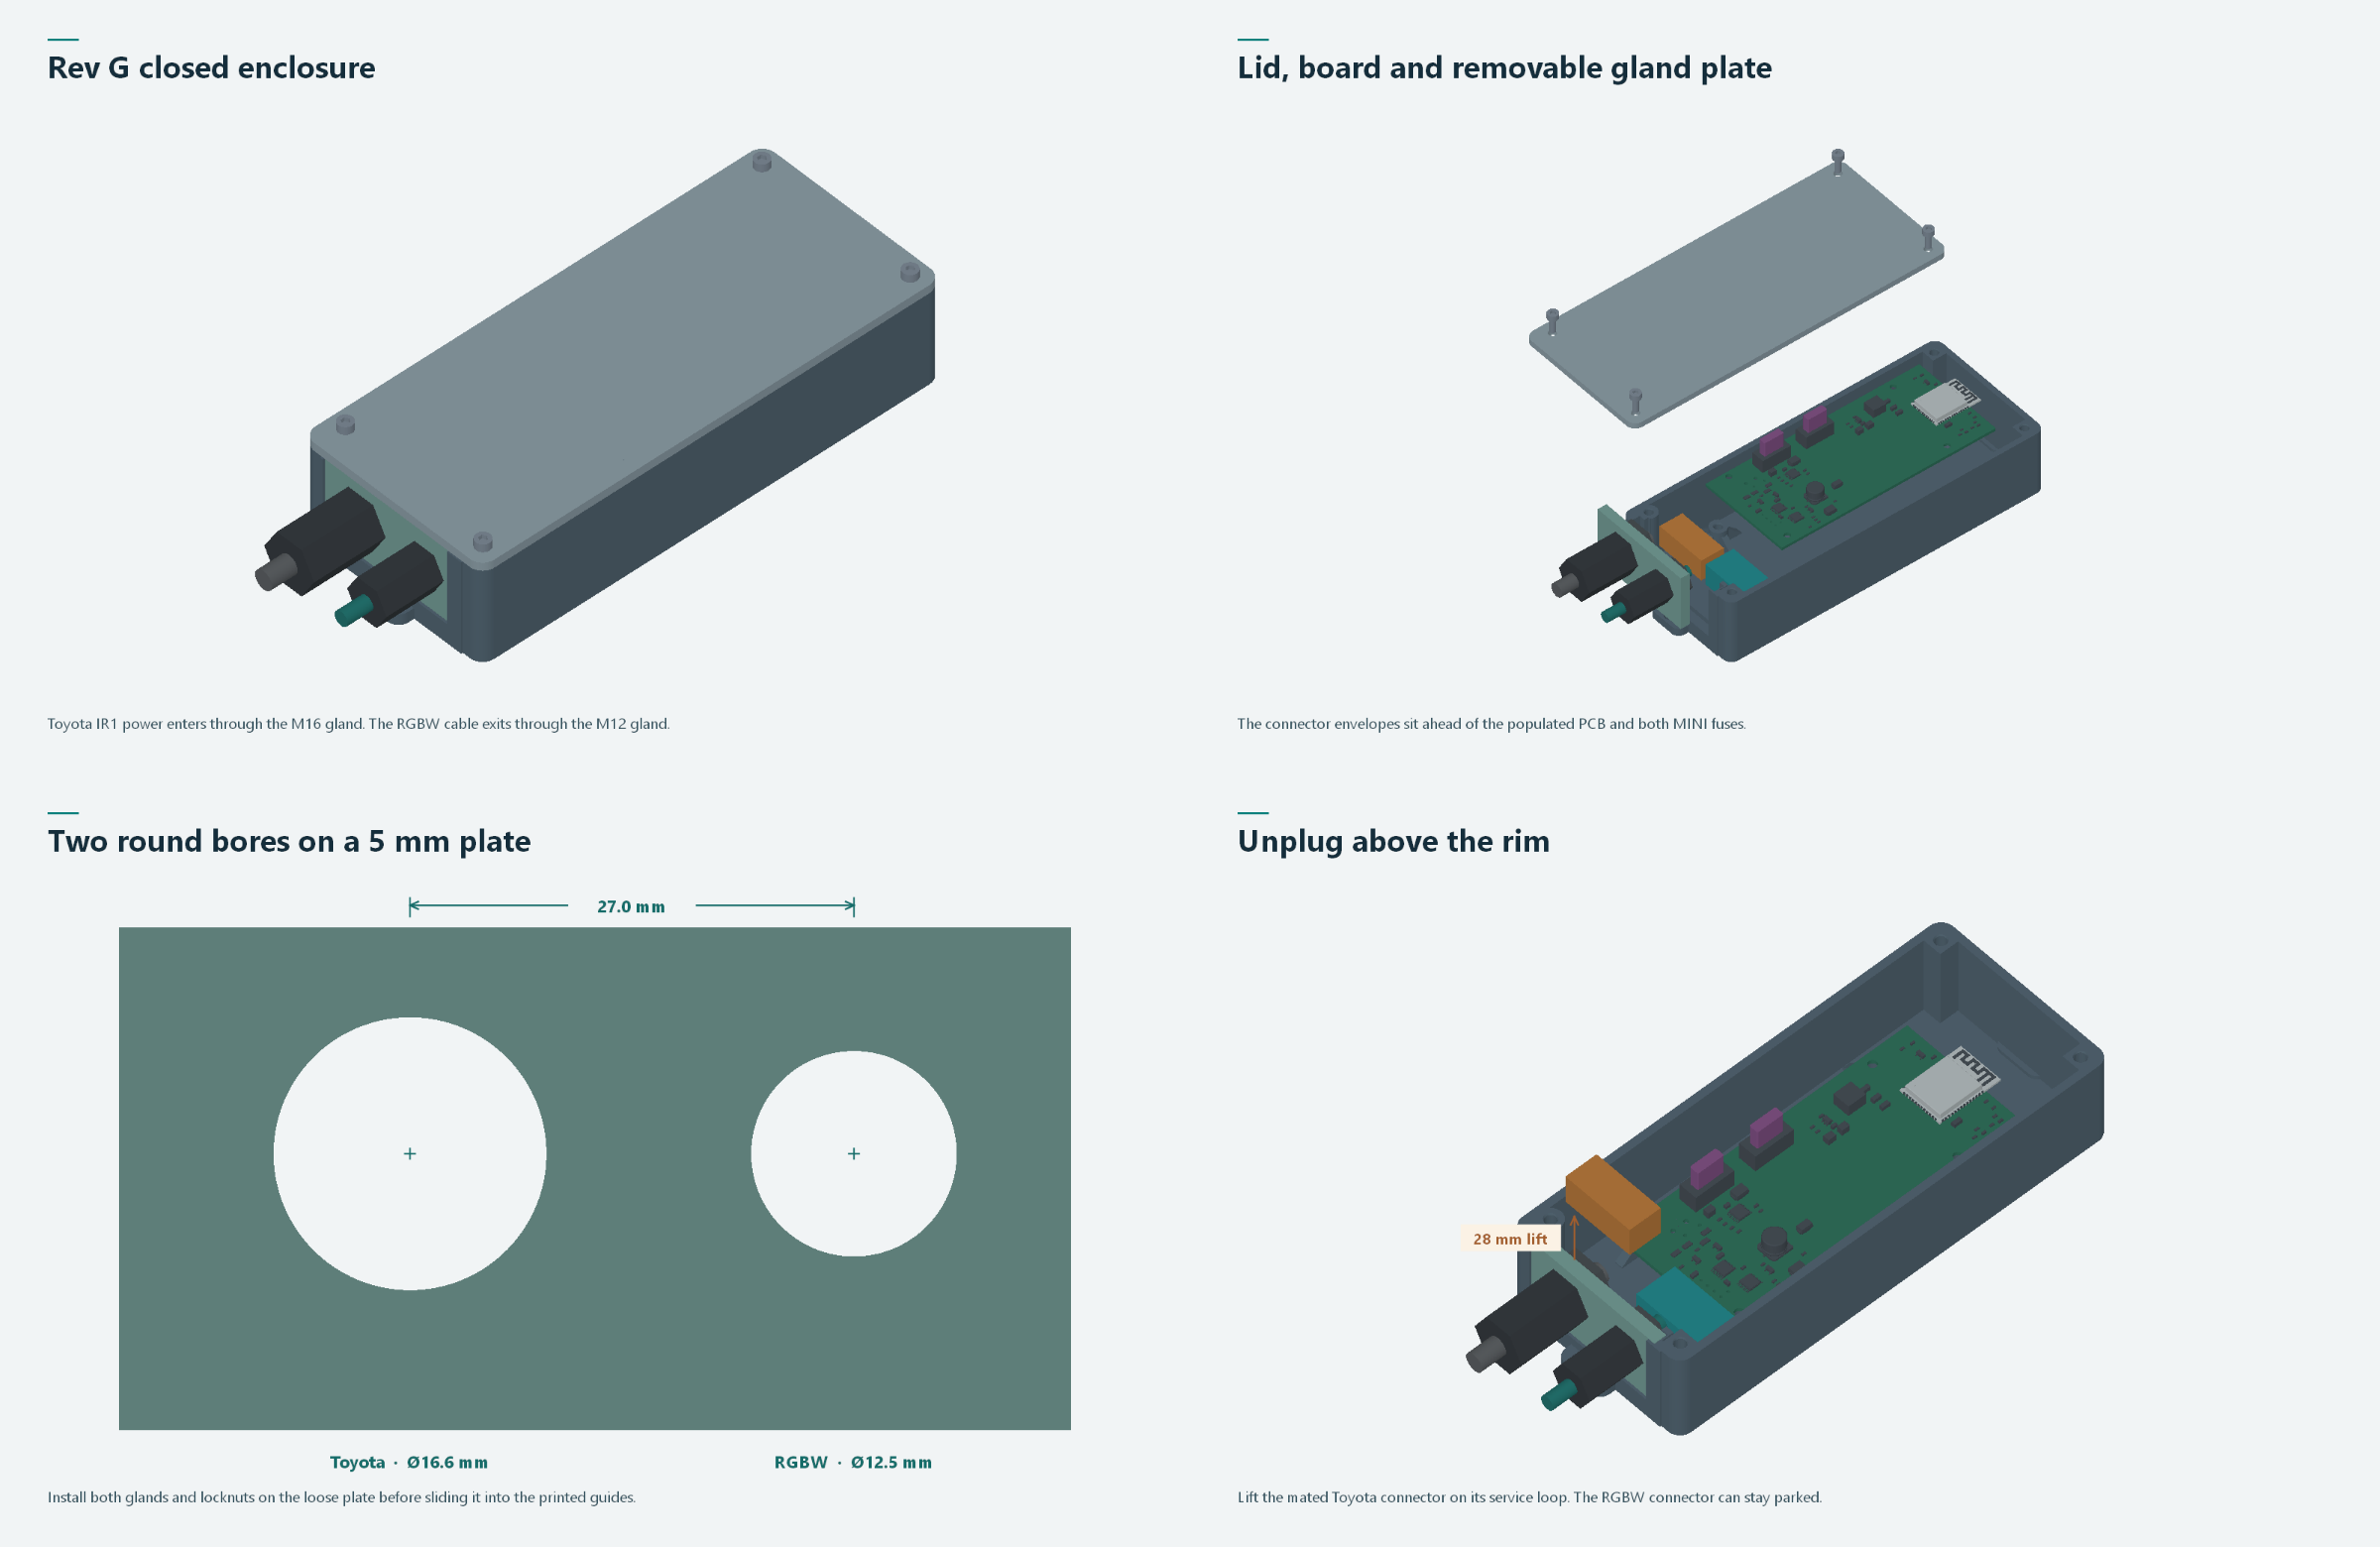 Rev G closed enclosure
Toyota IR1 power enters through the M16 gland. The RGBW cable exits through the M12 gland.
Lid, board and removable gland plate
The connector envelopes sit ahead of the populated PCB and both MINI fuses.
Two round bores on a 5 mm plate
27.0 mm
Toyota · Ø16.6 mm
RGBW · Ø12.5 mm
Install both glands and locknuts on the loose plate before sliding it into the printed guides.
Unplug above the rim
28 mm lift
Lift the mated Toyota connector on its service loop. The RGBW connector can stay parked.